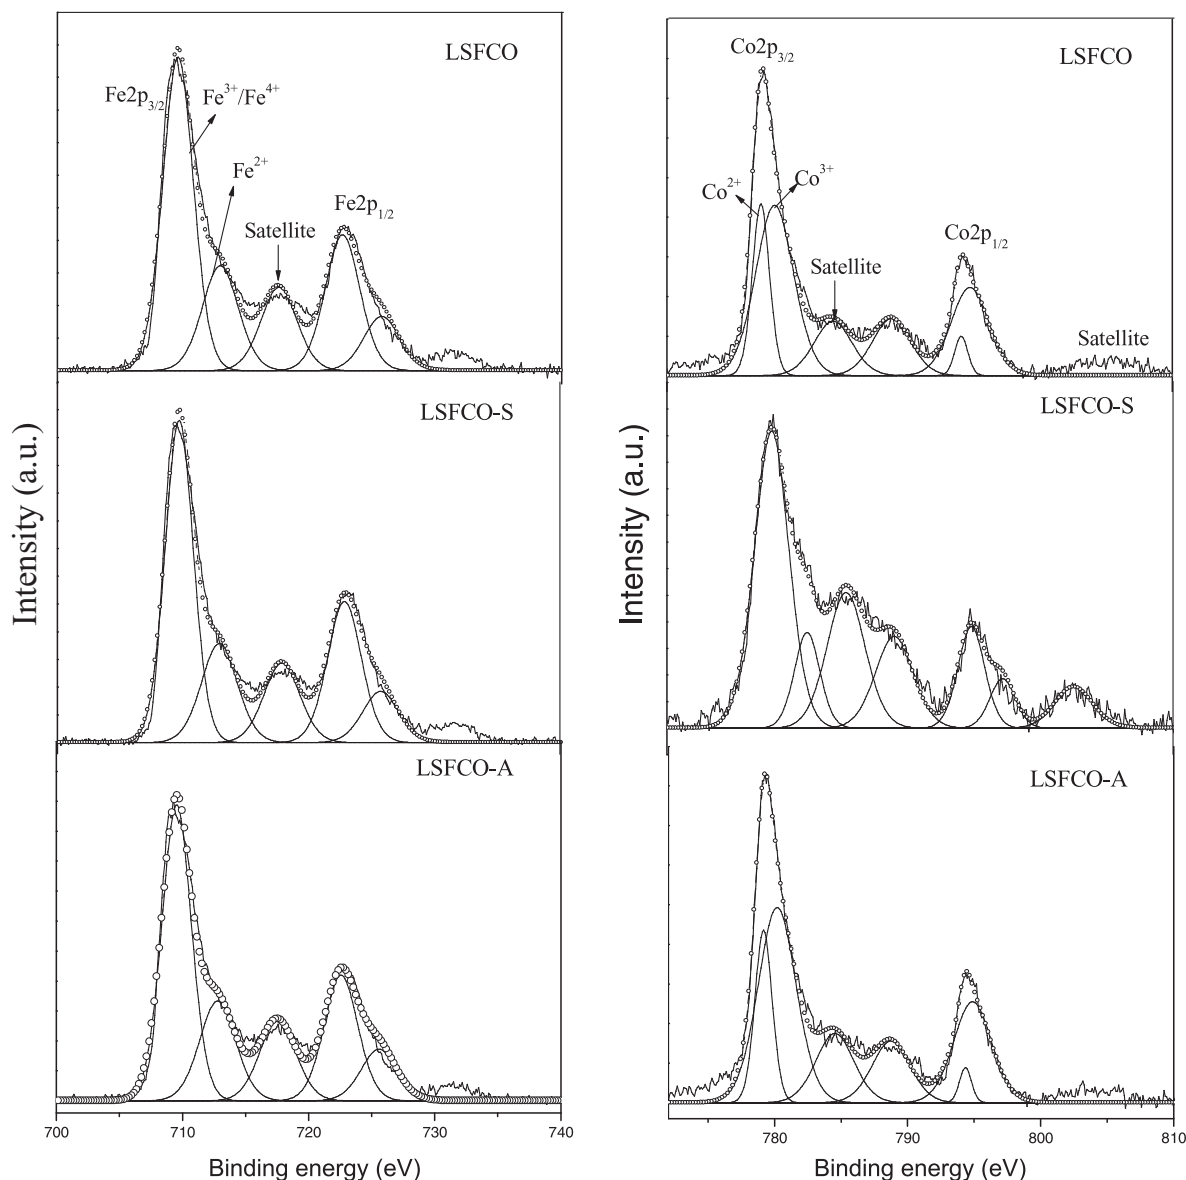 LSFCO
Fe2p3/2
Fe3+/Fe4+
Fe2+
Satellite
Fe2p1/2
LSFCO-S
LSFCO-A
Intensity (a.u.)
700 710 720 730 740
Binding energy (eV)
Co2p3/2
LSFCO
Co2+
Co3+
Satellite
Co2p1/2
Satellite
LSFCO-S
LSFCO-A
Intensity (a.u.)
780 790 800 810
Binding energy (eV)